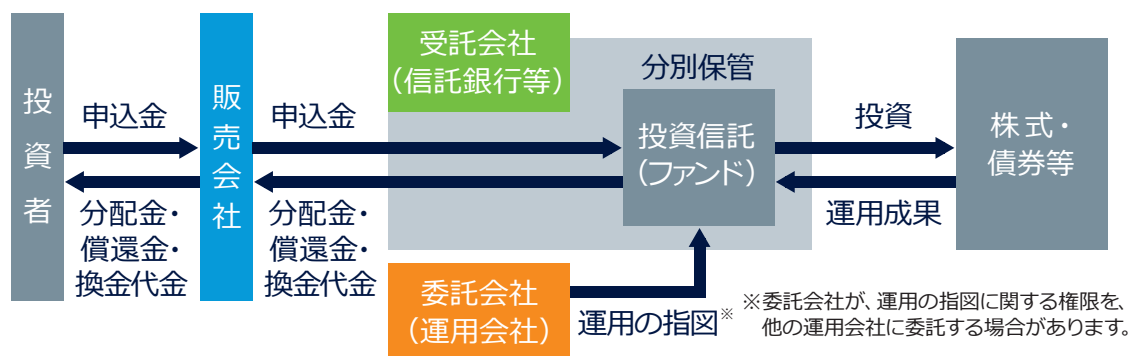 投資者
申込金
分配金・
償還金・
換金代金
販売会社
申込金
分配金・
償還金・
換金代金
受託会社
（信託銀行等）
分別保管
投資信託
（ファンド）
委託会社
（運用会社）
運用の指図※
投資
運用成果
株式・
債券等
※委託会社が、運用の指図に関する権限を、
他の運用会社に委託する場合があります。